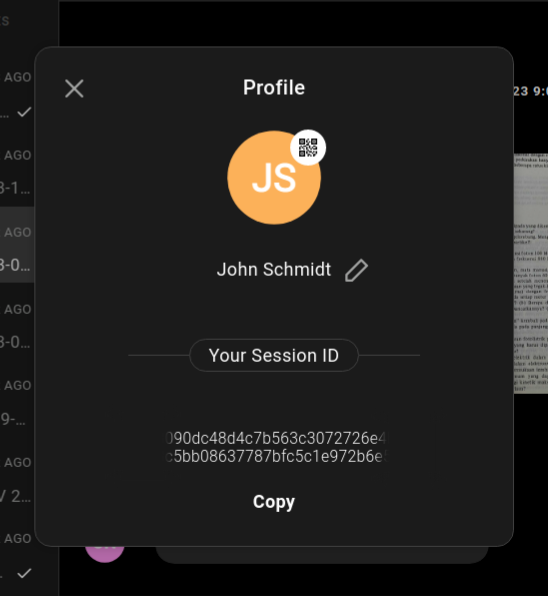 S
AGO
Profile
23 9:0
... ✓
JS
AGO
3-1...
AGO
3-0...
John Schmidt
AGO
3-0...
Your Session ID
AGO
9-...
090dc48d4c7b563c3072726e4
c5bb08637787bfc5c1e972b6e
AGO
V 2...
Copy
AGO